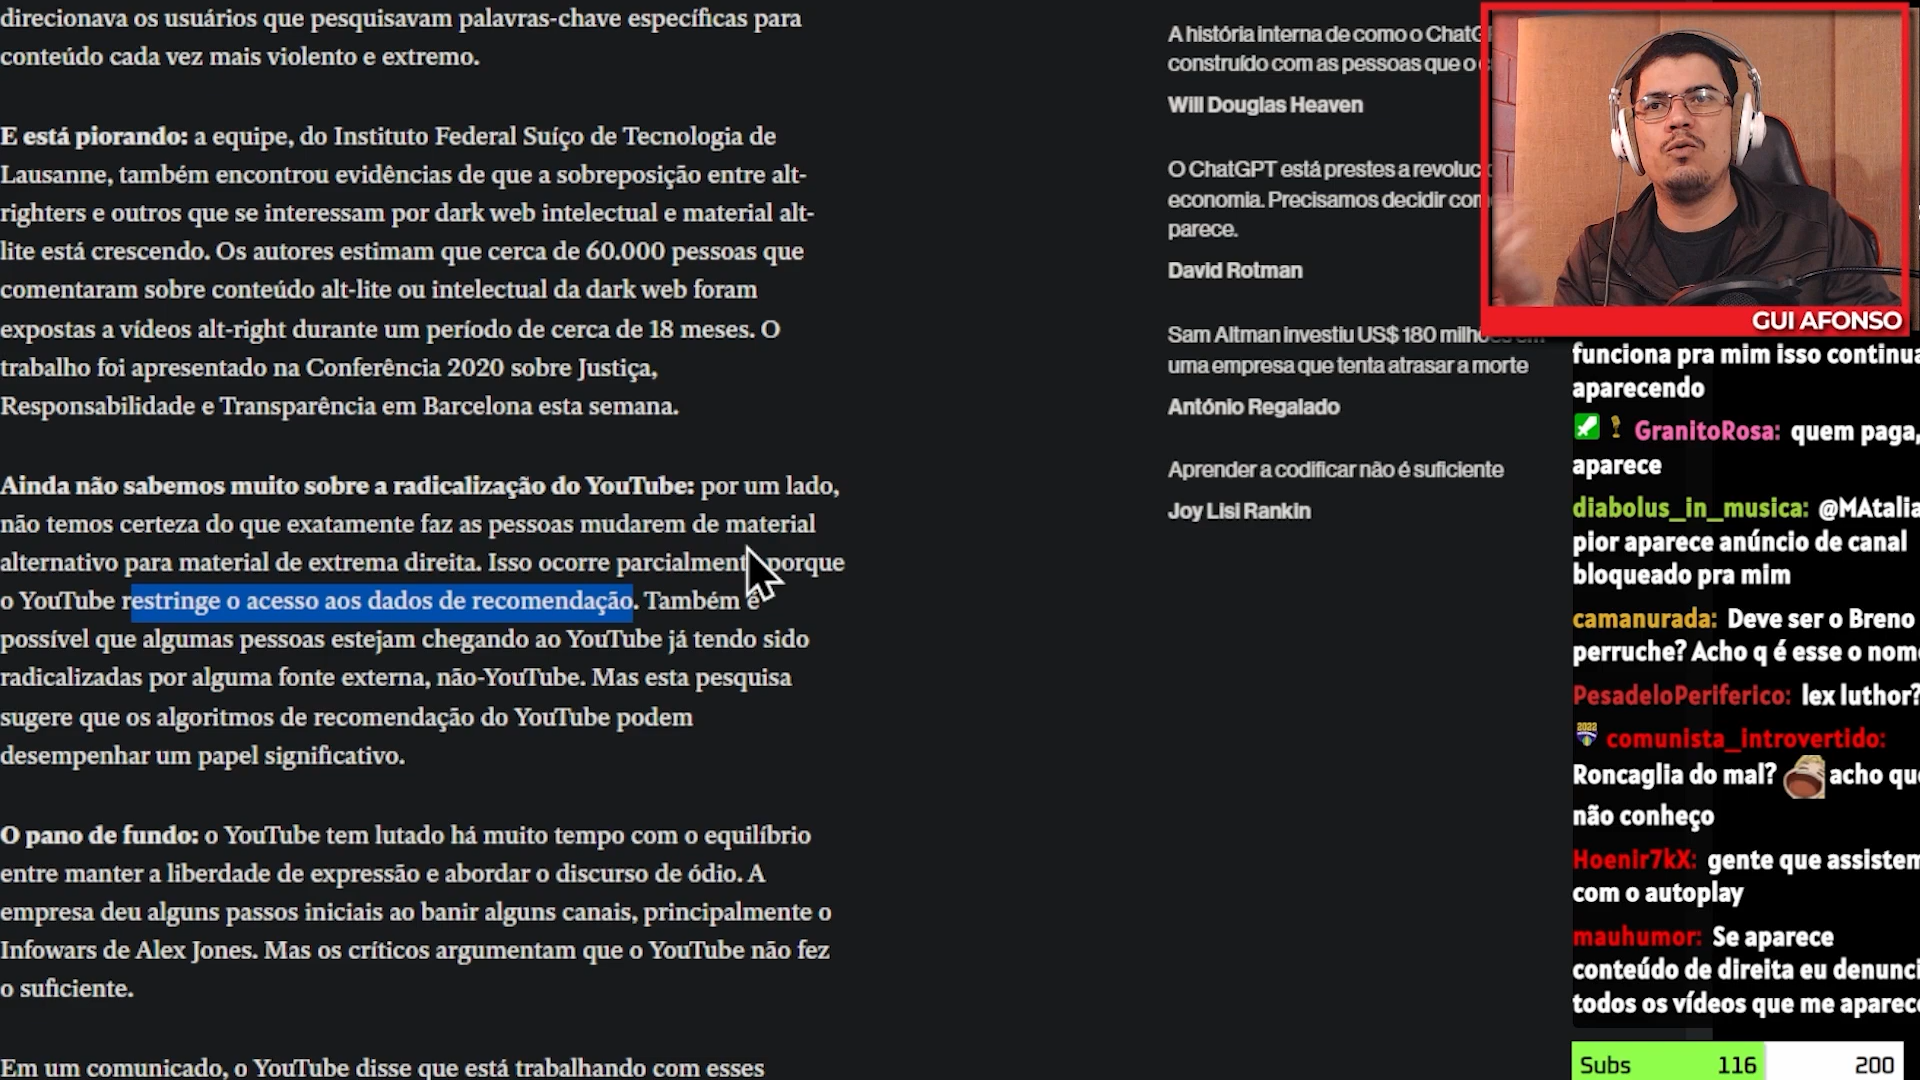 direcionava os usuários que pesquisavam palavras-chave específicas para
conteúdo cada vez mais violento e extremo.
E está piorando: a equipe, do Instituto Federal Suíço de Tecnologia de
Lausanne, também encontrou evidências de que a sobreposição entre alt-
righters e outros que se interessam por dark web intelectual e material alt-
lite está crescendo. Os autores estimam que cerca de 60.000 pessoas que
comentaram sobre conteúdo alt-lite ou intelectual da dark web foram
expostas a vídeos alt-right durante um período de cerca de 18 meses. O
trabalho foi apresentado na Conferência 2020 sobre Justiça,
Responsabilidade e Transparência em Barcelona esta semana.
Ainda não sabemos muito sobre a radicalização do YouTube: por um lado,
não temos certeza do que exatamente faz as pessoas mudarem de material
alternativo para material de extrema direita. Isso ocorre parcialment porque
o YouTube restringe o acesso aos dados de recomendação. Também é
possível que algumas pessoas estejam chegando ao YouTube já tendo sido
radicalizadas por alguma fonte externa, não-YouTube. Mas esta pesquisa
sugere que os algoritmos de recomendação do YouTube podem
desempenhar um papel significativo.
O pano de fundo: o YouTube tem lutado há muito tempo com o equilíbrio
entre manter a liberdade de expressão e abordar o discurso de ódio. A
empresa deu alguns passos iniciais ao banir alguns canais, principalmente o
Infowars de Alex Jones. Mas os críticos argumentam que o YouTube não fez
o suficiente.
Em um comunicado, o YouTube disse que está trabalhando com esses
A história interna de como o ChatG
construído com as pessoas que o
Will Douglas Heaven
O ChatGPT está prestes a revoluc
economia. Precisamos decidir com
parece.
David Rotman
Sam Altman investiu US$ 180 milhões em
uma empresa que tenta atrasar a morte
António Regalado
Aprender a codificar não é suficiente
Joy Lisi Rankin
GUI AFONSO
funciona pra mim isso continua
aparecendo
GranitoRosa: quem paga,
aparece
diabolus_in_musica: @MAtalia
pior aparece anúncio de canal
bloqueado pra mim
camanurada: Deve ser o Breno
perruche? Acho q é esse o nome
PesadeloPeriferico: lex luthor?
2022
comunista_introvertido:
Roncaglia do mal? acho que
não conheço
Hoenir7kX: gente que assistem
com o autoplay
mauhumor: Se aparece
conteúdo de direita eu denunci
todos os vídeos que me aparece
Subs 116 200